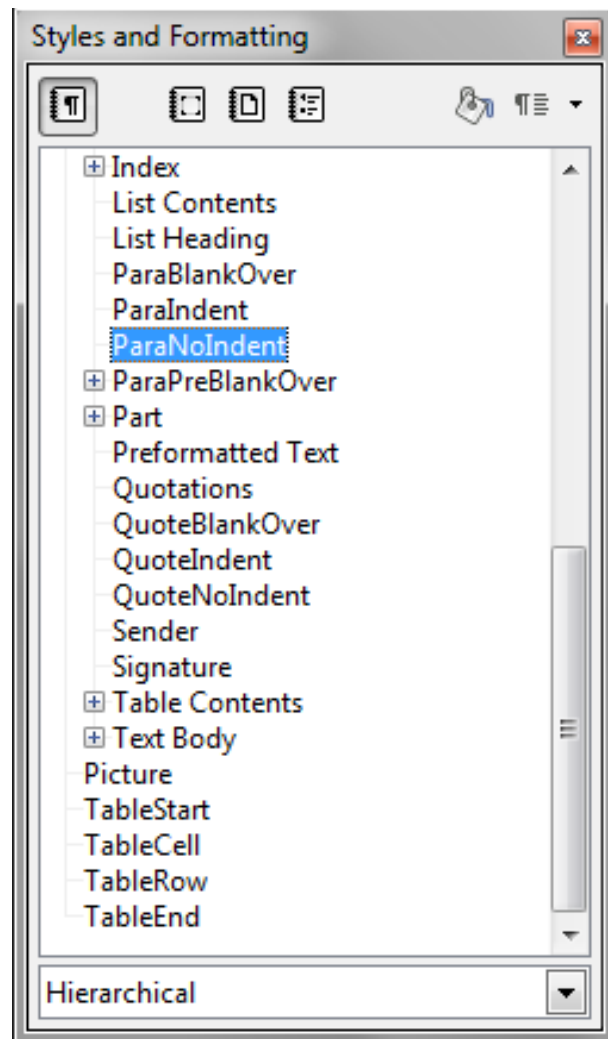 Styles and Formatting
Index
List Contents
List Heading
ParaBlankOver
ParaIndent
ParaNoIndent
ParaPreBlankOver
Part
Preformatted Text
Quotations
QuoteBlankOver
QuoteIndent
QuoteNoIndent
Sender
Signature
Table Contents
Text Body
Picture
TableStart
TableCell
TableRow
TableEnd
Hierarchical